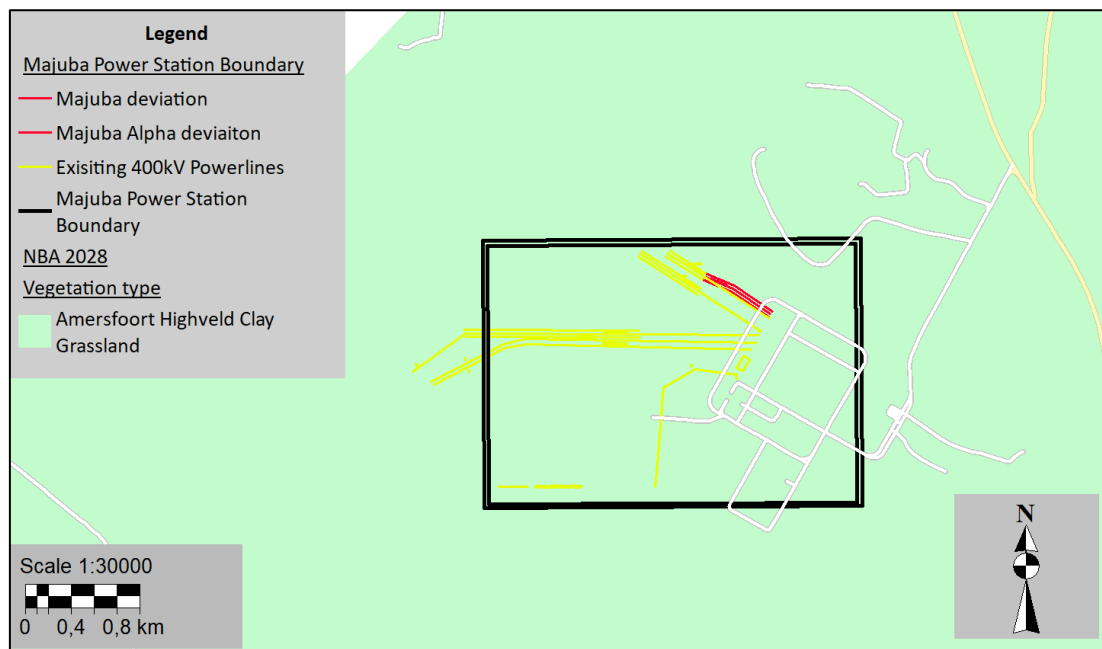 Legend
Majuba Power Station Boundary
Majuba deviation
Majuba Alpha deviaiton
Exisiting 400kV Powerlines
Majuba Power Station
Boundary
NBA 2028
Vegetation type
Amersfoort Highveld Clay
Grassland
N
Scale 1:30000
0 0,4 0,8 km